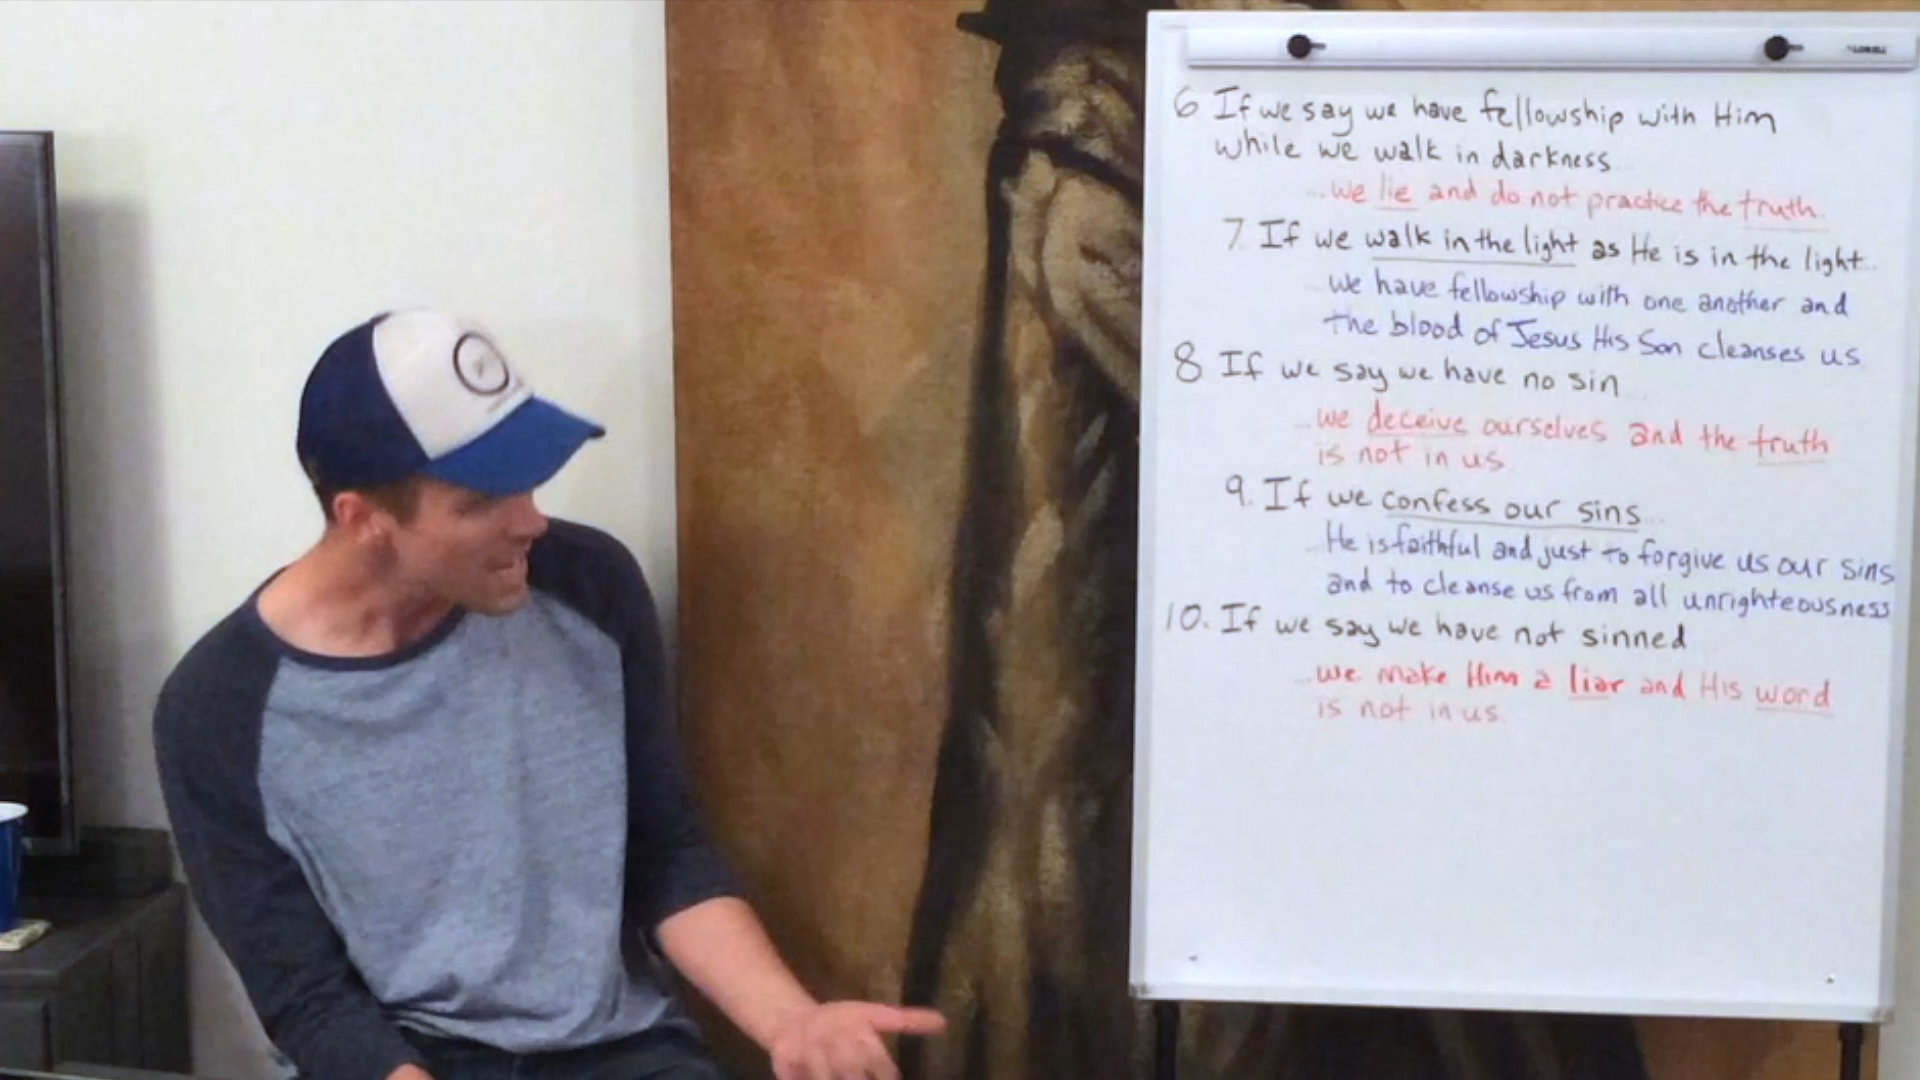 6 If we say we have fellowship with Him
while we walk in darkness
...we lie and do not practice the truth.
7. If we walk in the light as He is in the light...
we have fellowship with one another and
the blood of Jesus His Son cleanses us
8 If we say we have no sin
...we deceive ourselves and the truth
is not in us
9. If we confess our sins...
He is faithful and just to forgive us our sins
and to cleanse us from all unrighteousness
10. If we say we have not sinned
...we make Him a liar and His word
is not in us.